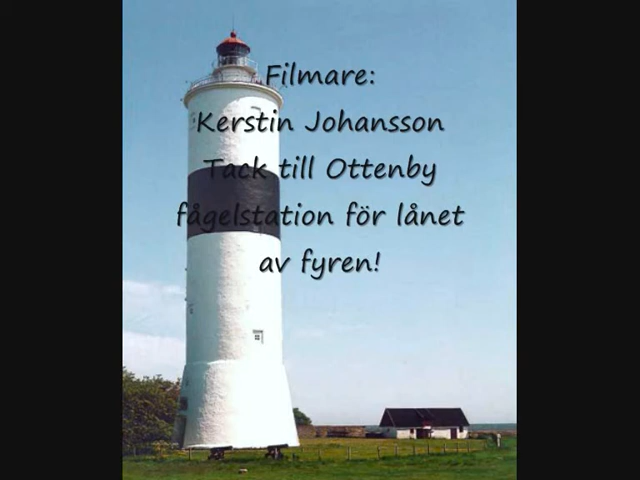 Filmare:
Kerstin Johansson
Tack till Ottenby
fågelstation för lånet
av fyren!